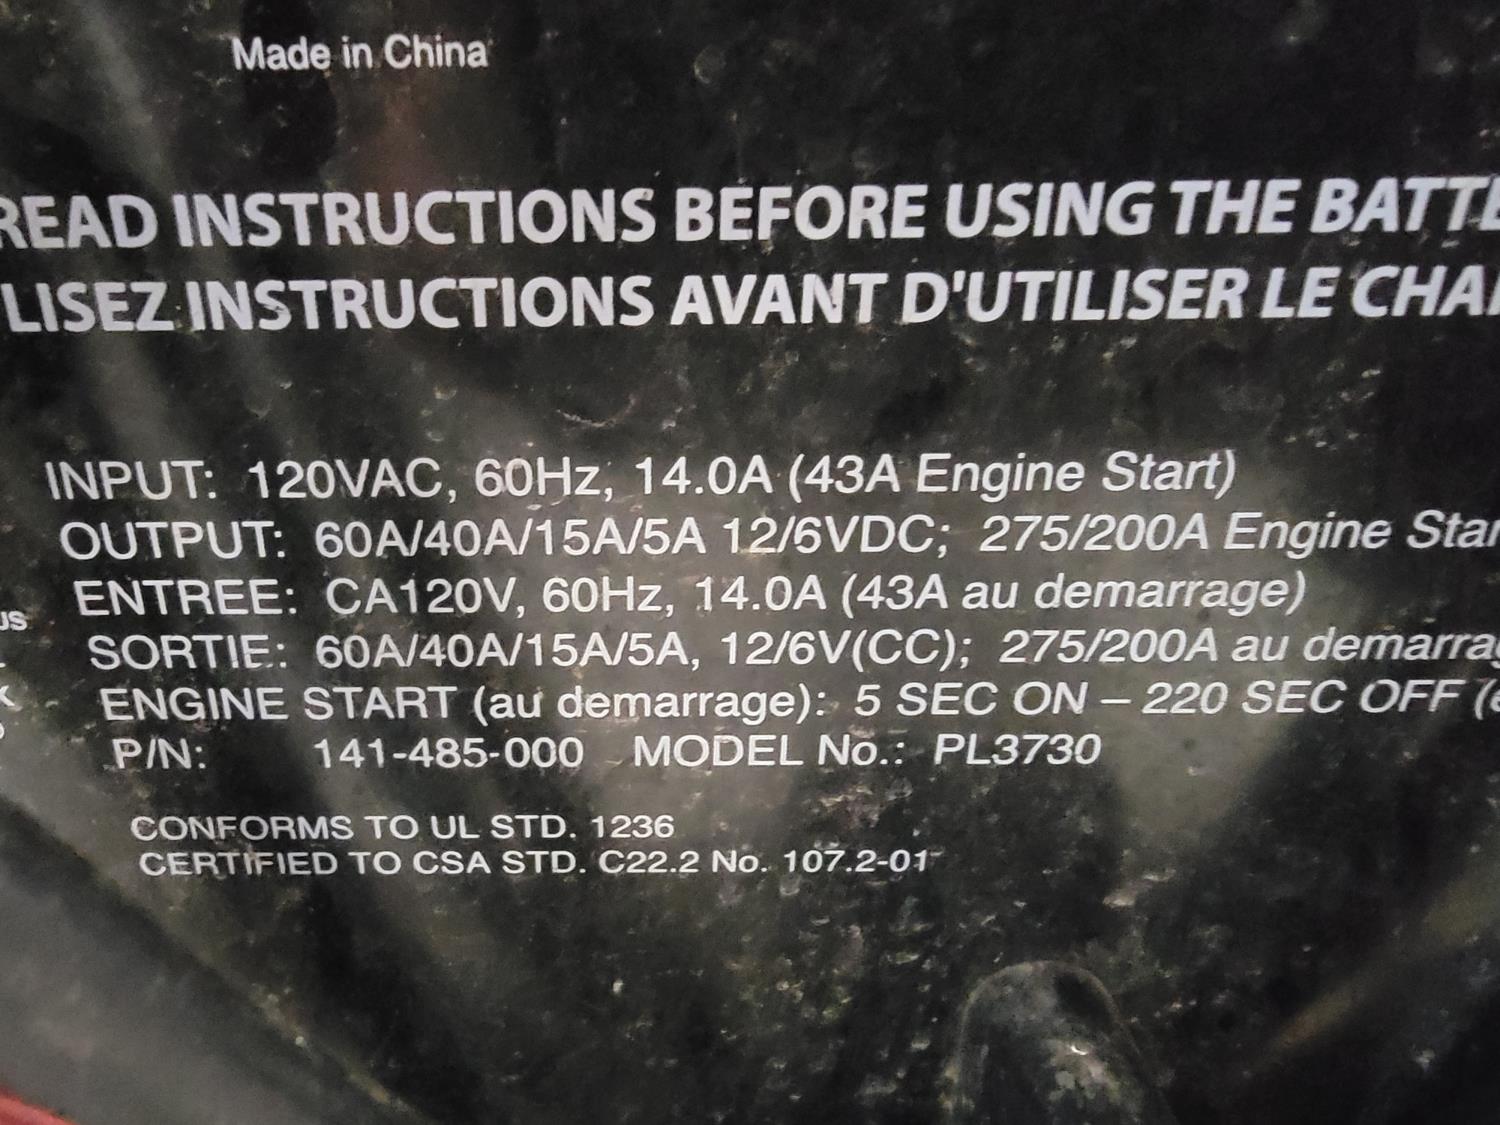 Made in China
READ INSTRUCTIONS BEFORE USING THE
LISEZ INSTRUCTIONS AVANT D'UTILISER LE
INPUT: 120VAC, 60Hz, 14.0A (43A Engine Start)
OUTPUT: 60A/40A/15A/5A 12/6VDC; 275/200A Engine
ENTREE: CA120V, 60Hz, 14.0A (43A au demarrage)
SORTIE: 60A/40A/15A/5A, 12/6V(CC); 275/200A au
ENGINE START (au demarrage): 5 SEC ON – 220 SEC OFF
P/N: 141-485-000 MODEL No.: PL3730
CONFORMS TO UL STD. 1236
CERTIFIED TO CSA STD. C22.2 No. 107.2-01